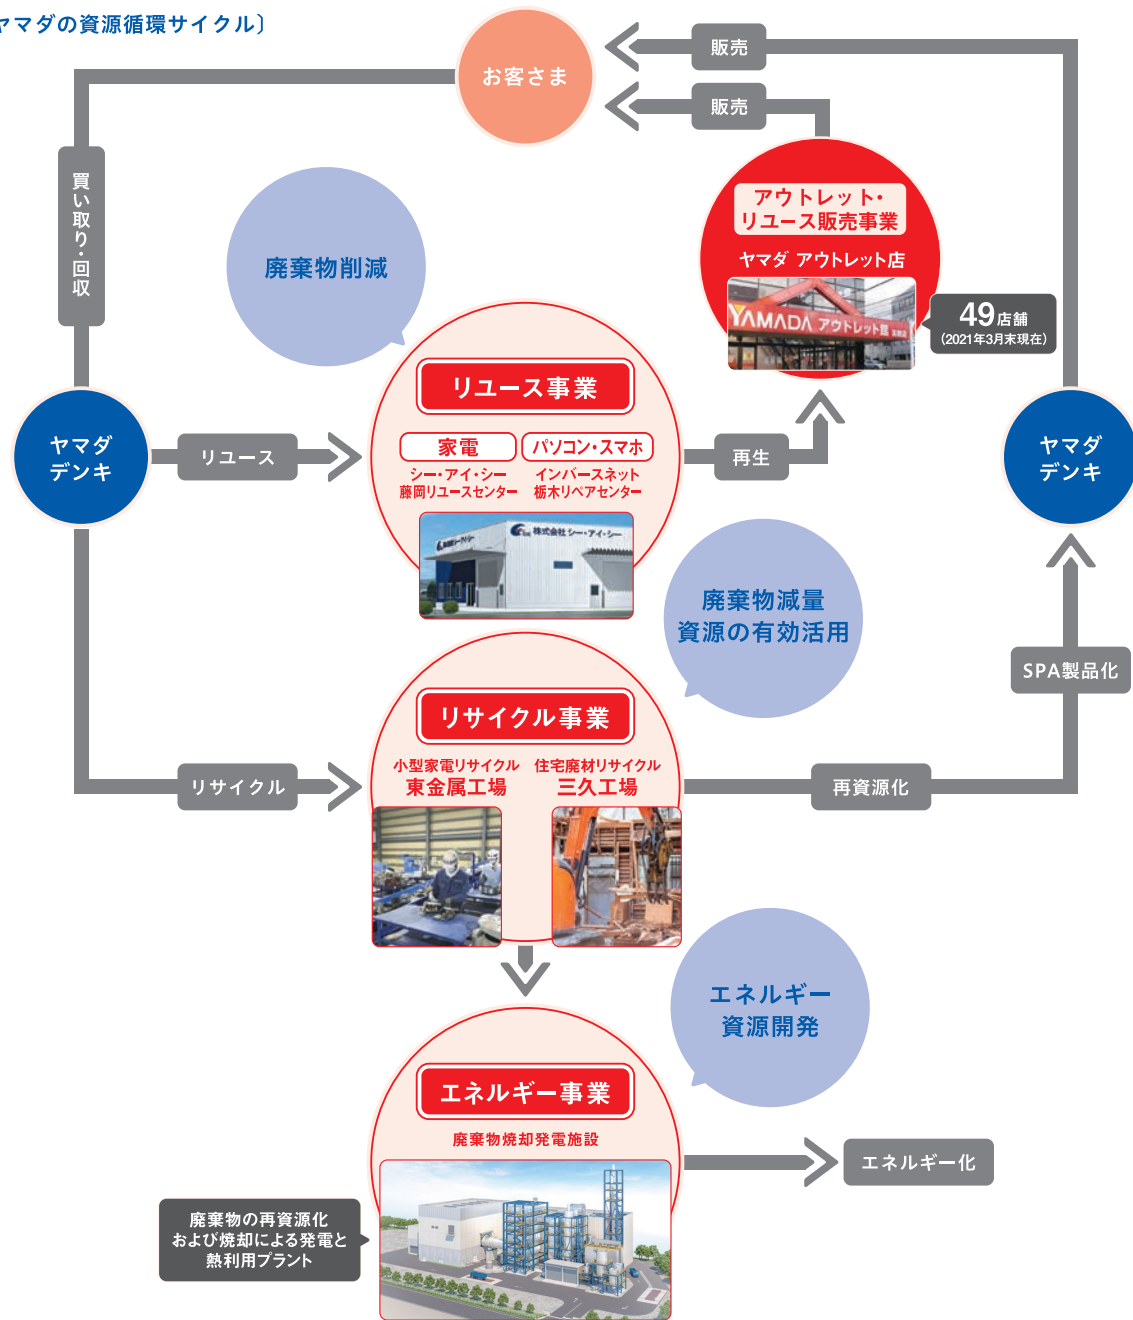 ヤマダの資源循環サイクル〕
お客さま
販売
販売
買い取り・回収
廃棄物削減
アウトレット・
リユース販売事業
ヤマダ アウトレット店
YAMADA アウトレット館
49店舗
(2021年3月末現在)
ヤマダ
デンキ
リユース
リユース事業
家電
パソコン・スマホ
シー・アイ・シー
藤岡リユースセンター
インバースネット
栃木リペアセンター
株式会社 シー・アイ・シー
再生
ヤマダ
デンキ
廃棄物減量
資源の有効活用
SPA製品化
リサイクル
リサイクル事業
小型家電リサイクル
東金属工場
住宅廃材リサイクル
三久工場
再資源化
エネルギー
資源開発
エネルギー事業
廃棄物焼却発電施設
エネルギー化
廃棄物の再資源化
および焼却による発電と
熱利用プラント